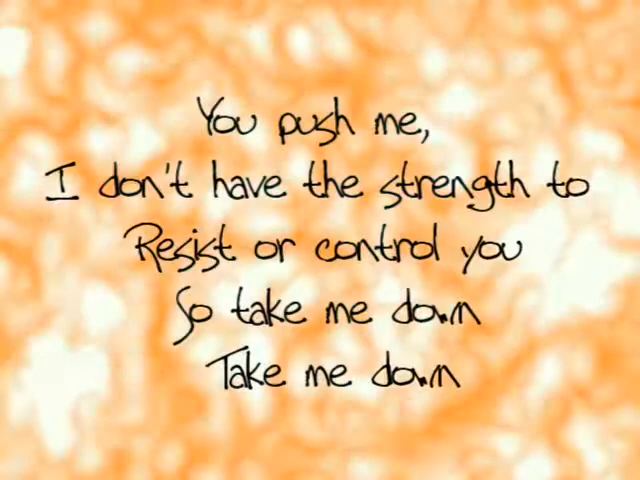 You push me,
I don't have the strength to
Resist or control you
So take me down
Take me down